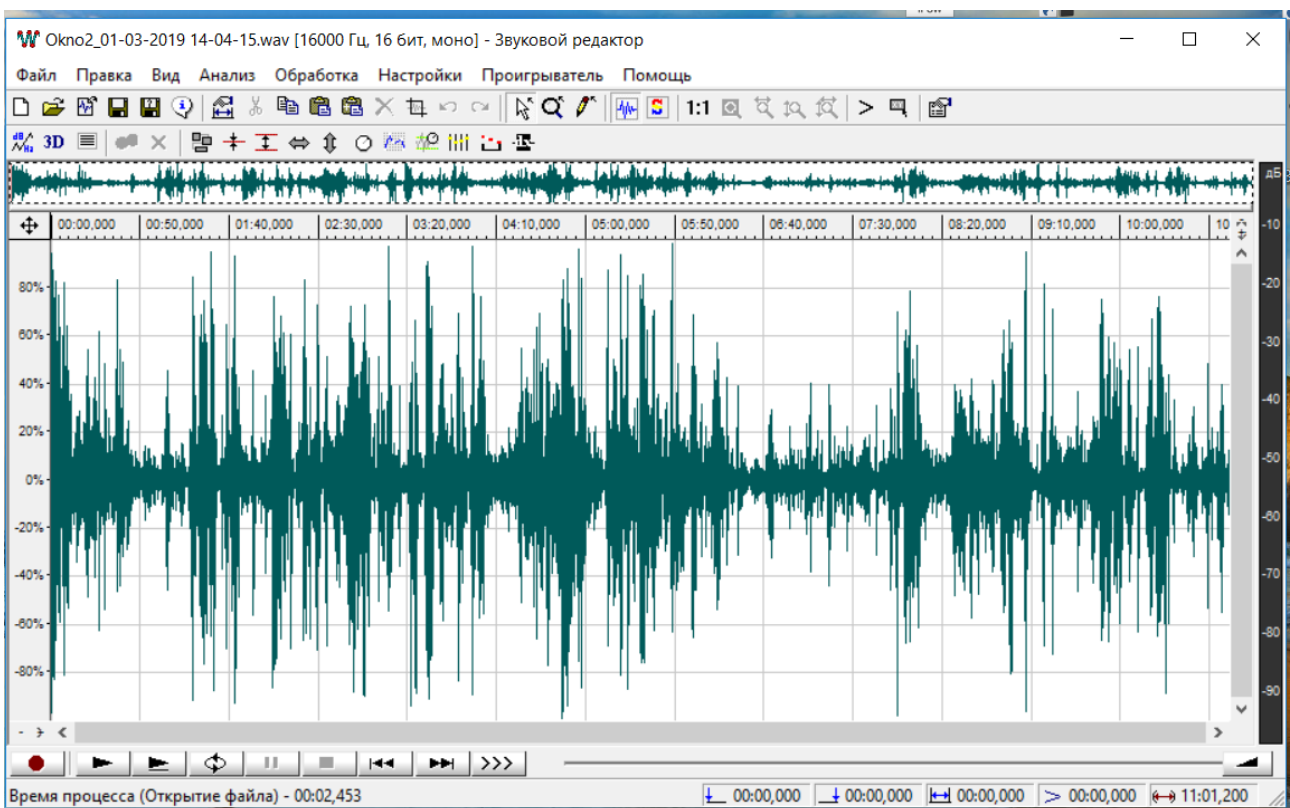 Okno2_01-03-2019 14-04-15.wav [16000 Гц, 16 бит, моно] - Звуковой редактор
Файл Правка Вид Анализ Обработка Настройки Проигрыватель Помощь
1:1
dB
Hz
3D
дБ
00:00,000 00:50,000 01:40,000 02:30,000 03:20,000 04:10,000 05:00,000 05:50,000 06:40,000 07:30,000 08:20,000 09:10,000 10:00,000 10
-10
80%
-20
60%
-30
40%
-40
20%
-50
0%
-20%
-60
-40%
-70
-60%
-80
-80%
-90
Время процесса (Открытие файла) - 00:02,453 00:00,000 00:00,000 00:00,000 00:00,000 11:01,200